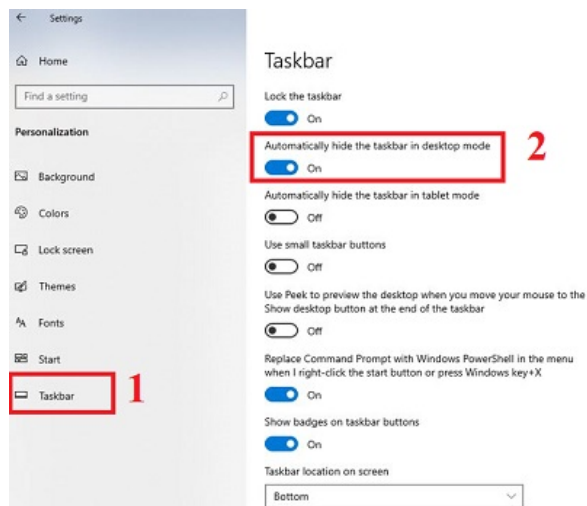 Settings
Home
Find a setting
Personalization
Background
Colors
Lock screen
Themes
Fonts
Start
Taskbar
1
Taskbar
Lock the taskbar
On
Automatically hide the taskbar in desktop mode
On
2
Automatically hide the taskbar in tablet mode
Off
Use small taskbar buttons
Off
Use Peek to preview the desktop when you move your mouse to the
Show desktop button at the end of the taskbar
Off
Replace Command Prompt with Windows PowerShell in the menu
when I right-click the start button or press Windows key+X
On
Show badges on taskbar buttons
On
Taskbar location on screen
Bottom